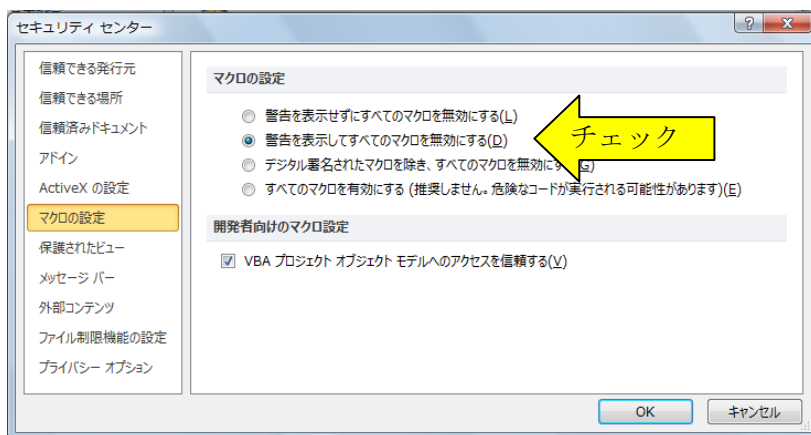 セキュリティ センター
信頼できる発行元
信頼できる場所
信頼済みドキュメント
アドイン
ActiveX の設定
マクロの設定
保護されたビュー
メッセージ バー
外部コンテンツ
ファイル制限機能の設定
プライバシー オプション
マクロの設定
警告を表示せずにすべてのマクロを無効にする(L)
警告を表示してすべてのマクロを無効にする(D)
チェック
デジタル署名されたマクロを除き、すべてのマクロを無効にす G)
すべてのマクロを有効にする (推奨しません。危険なコードが実行される可能性があります)(E)
開発者向けのマクロ設定
VBA プロジェクト オブジェクト モデルへのアクセスを信頼する(V)
OK
キャンセル